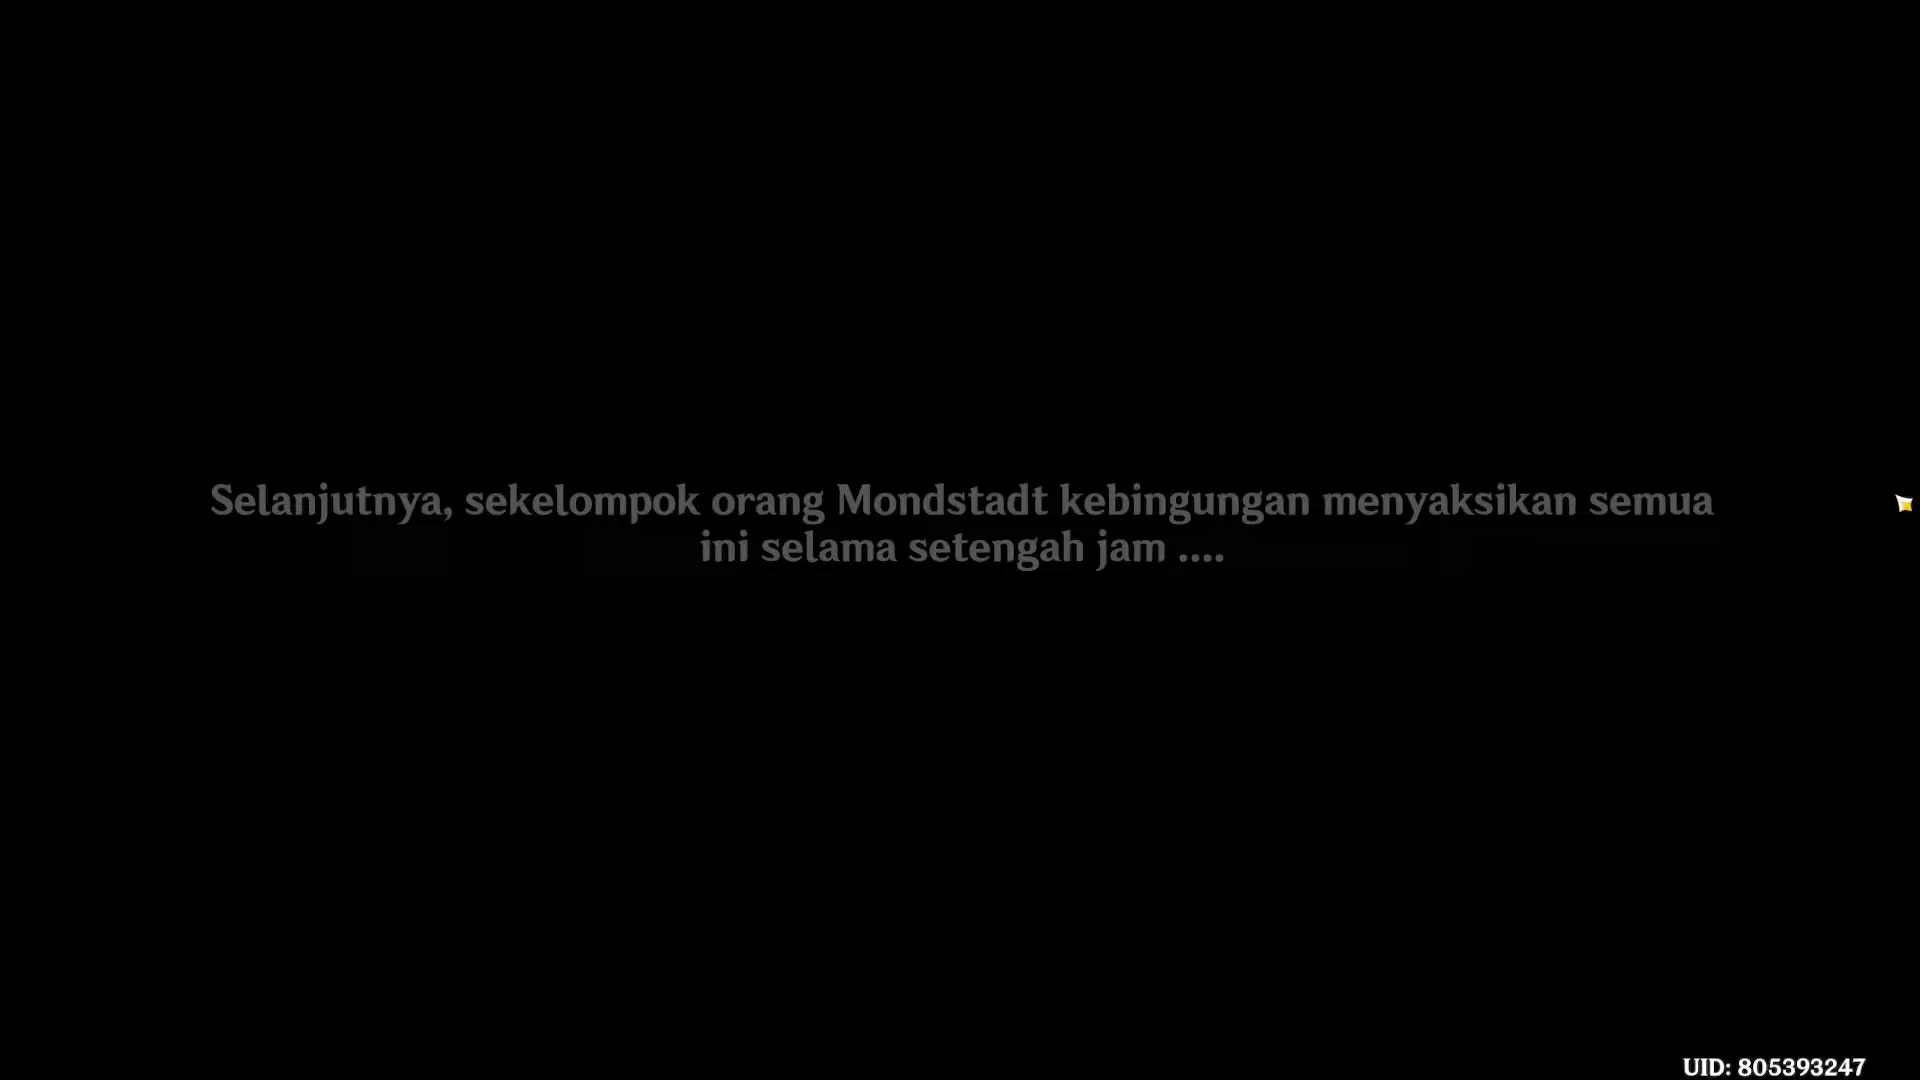 Selanjutnya, sekelompok orang Mondstadt kebingungan menyaksikan semua
ini selama setengah jam ....
UID: 805393247